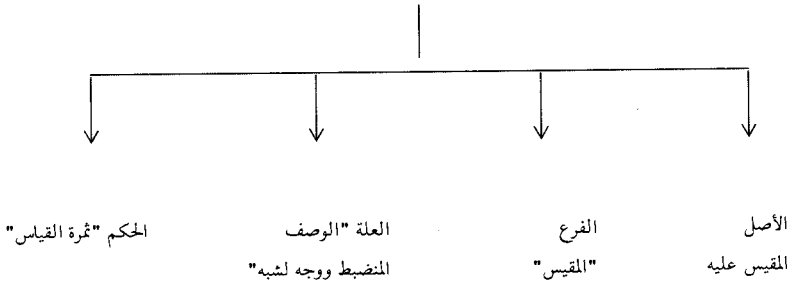 الأصل
المقيس عليه
الفرع
"المقيس"
العلة "الوصف
المنضبط ووجه لشبه"
الحكم "ثمرة القياس"